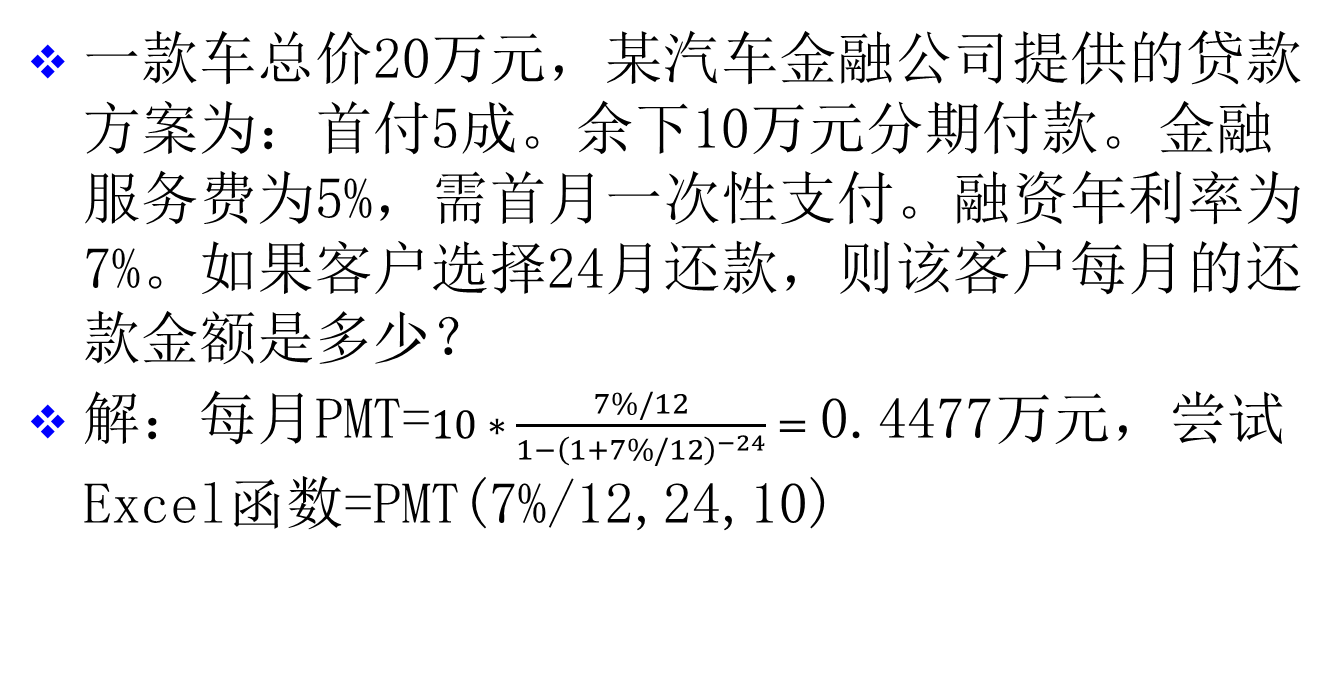 ❖ 一款车总价20万元，某汽车金融公司提供的贷款
方案为：首付5成。余下10万元分期付款。金融
服务费为5%，需首月一次性支付。融资年利率为
7%。如果客户选择24月还款，则该客户每月的还
款金额是多少？
❖ 解：每月PMT=10 * \frac{7%/12}{1−(1+7%/12)^{−24}} = 0.4477万元，尝试
Excel函数=PMT(7%/12,24,10)